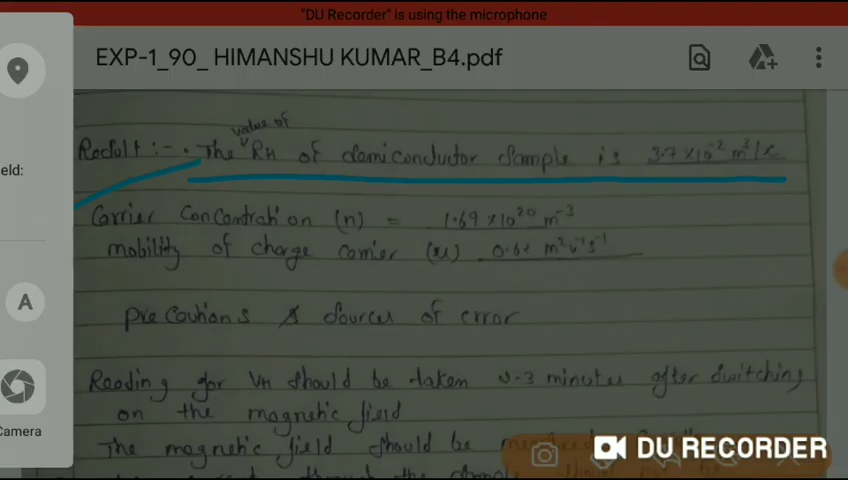 "DU Recorder" is using the microphone
EXP-1_90_ HIMANSHU KUMAR_B4.pdf
eld:
value of
Result :- . The RH of semiconductor sample is 3.7 x 10-2 m3/c
Carrier Concentration (n) = 1.69 x 1020 m-3
mobility of charge carrier (μ) 0.62 m2v-1s-1
A
precautions & sources of error
Reading for VH should be taken 2-3 minutes after switching
on the magnetic field
Camera
The magnetic field should be
DU RECORDER
the sample